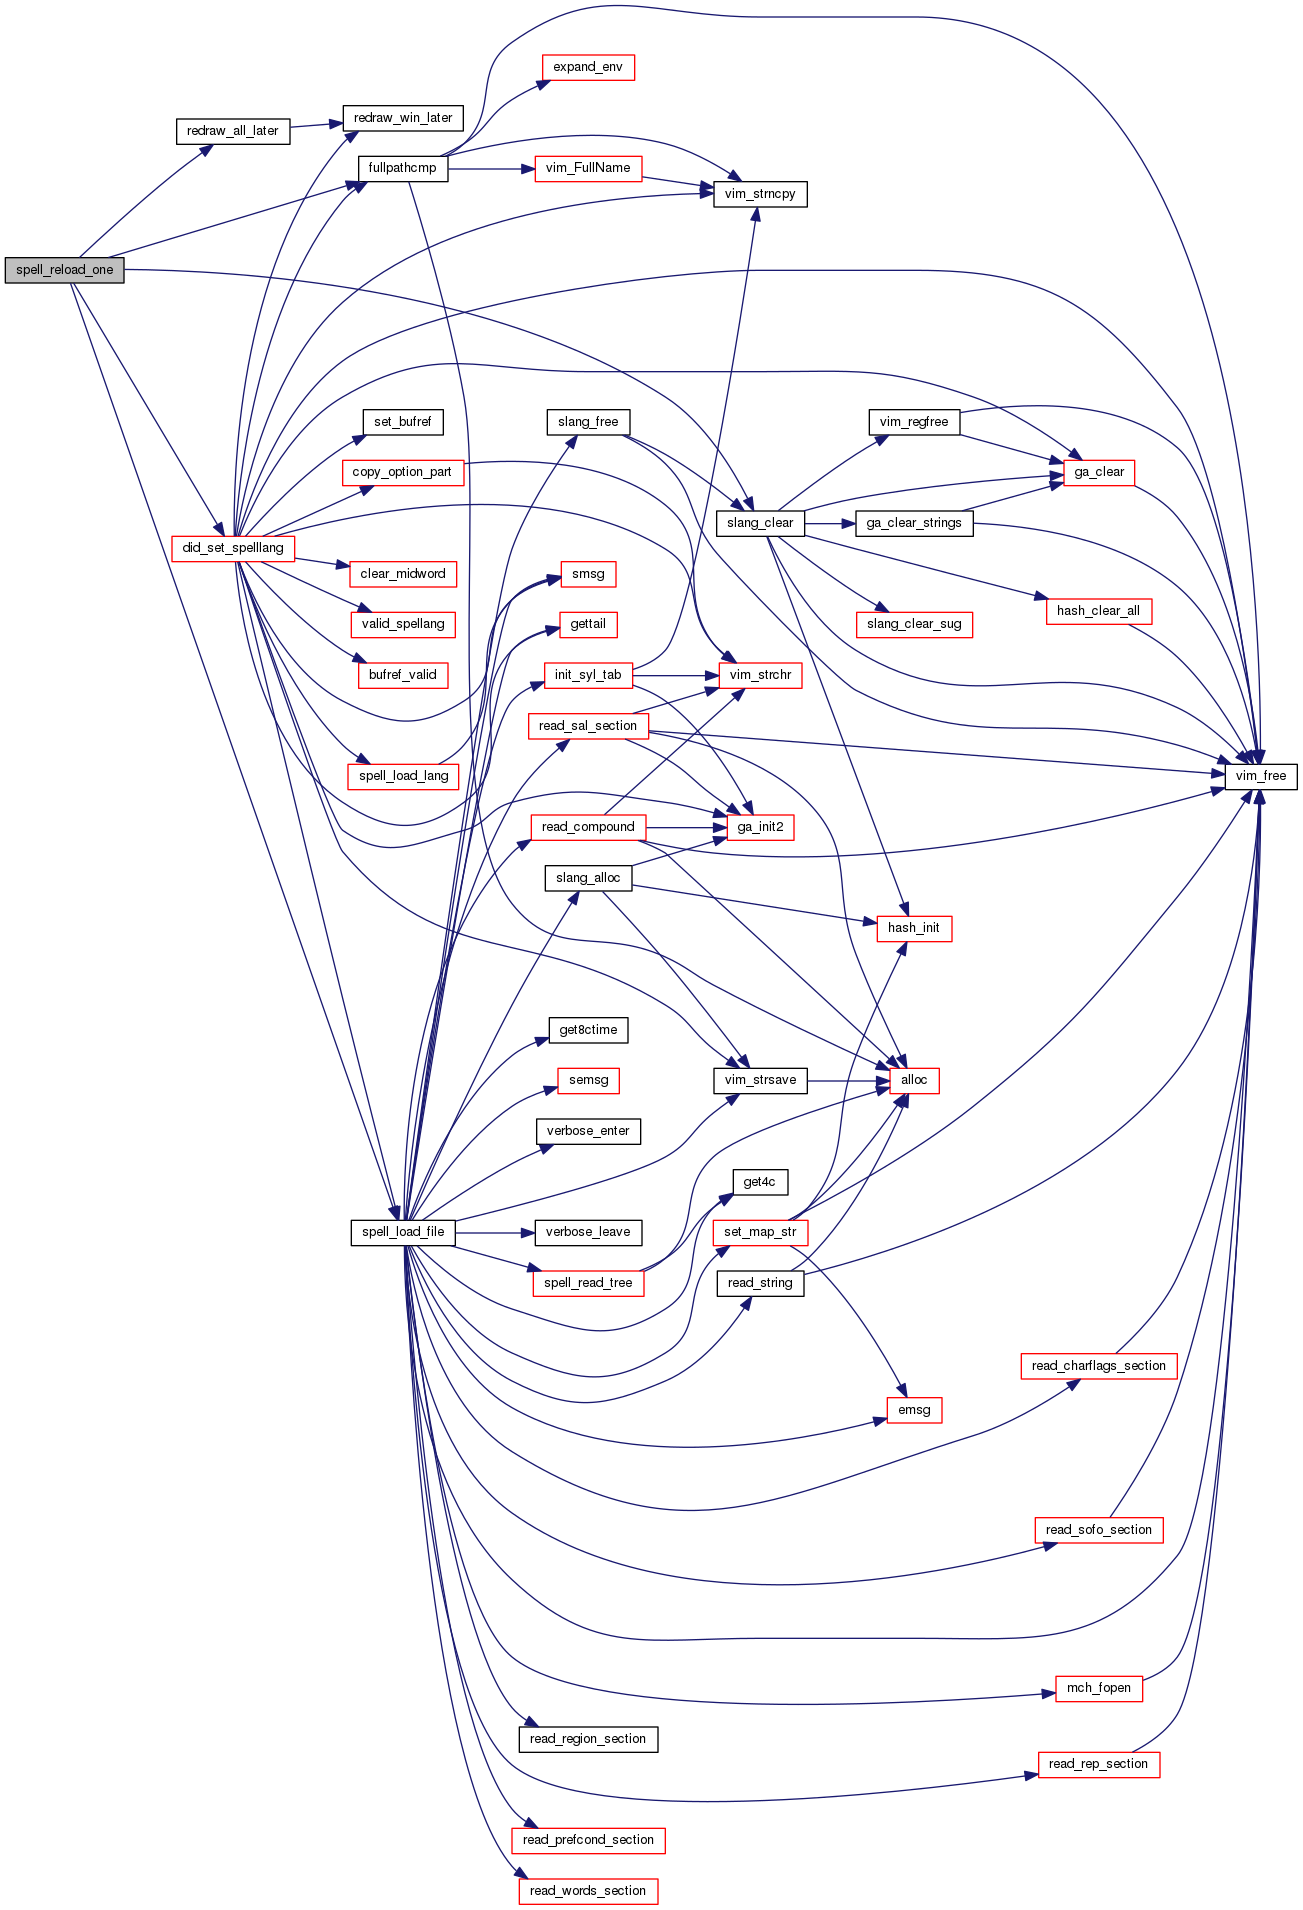 expand_env
redraw_win_later
redraw_all_later
fullpathcmp
vim_FullName
vim_strncpy
spell_reload_one
set_bufref
slang_free
vim_regfree
copy_option_part
ga_clear
slang_clear
ga_clear_strings
did_set_spelllang
clear_midword
smsg
hash_clear_all
valid_spellang
gettail
slang_clear_sug
bufref_valid
init_syl_tab
vim_strchr
read_sal_section
spell_load_lang
vim_free
read_compound
ga_init2
slang_alloc
hash_init
get8ctime
semsg
vim_strsave
alloc
verbose_enter
get4c
spell_load_file
verbose_leave
set_map_str
spell_read_tree
read_string
read_charflags_section
emsg
read_sofo_section
mch_fopen
read_region_section
read_rep_section
read_prefcond_section
read_words_section